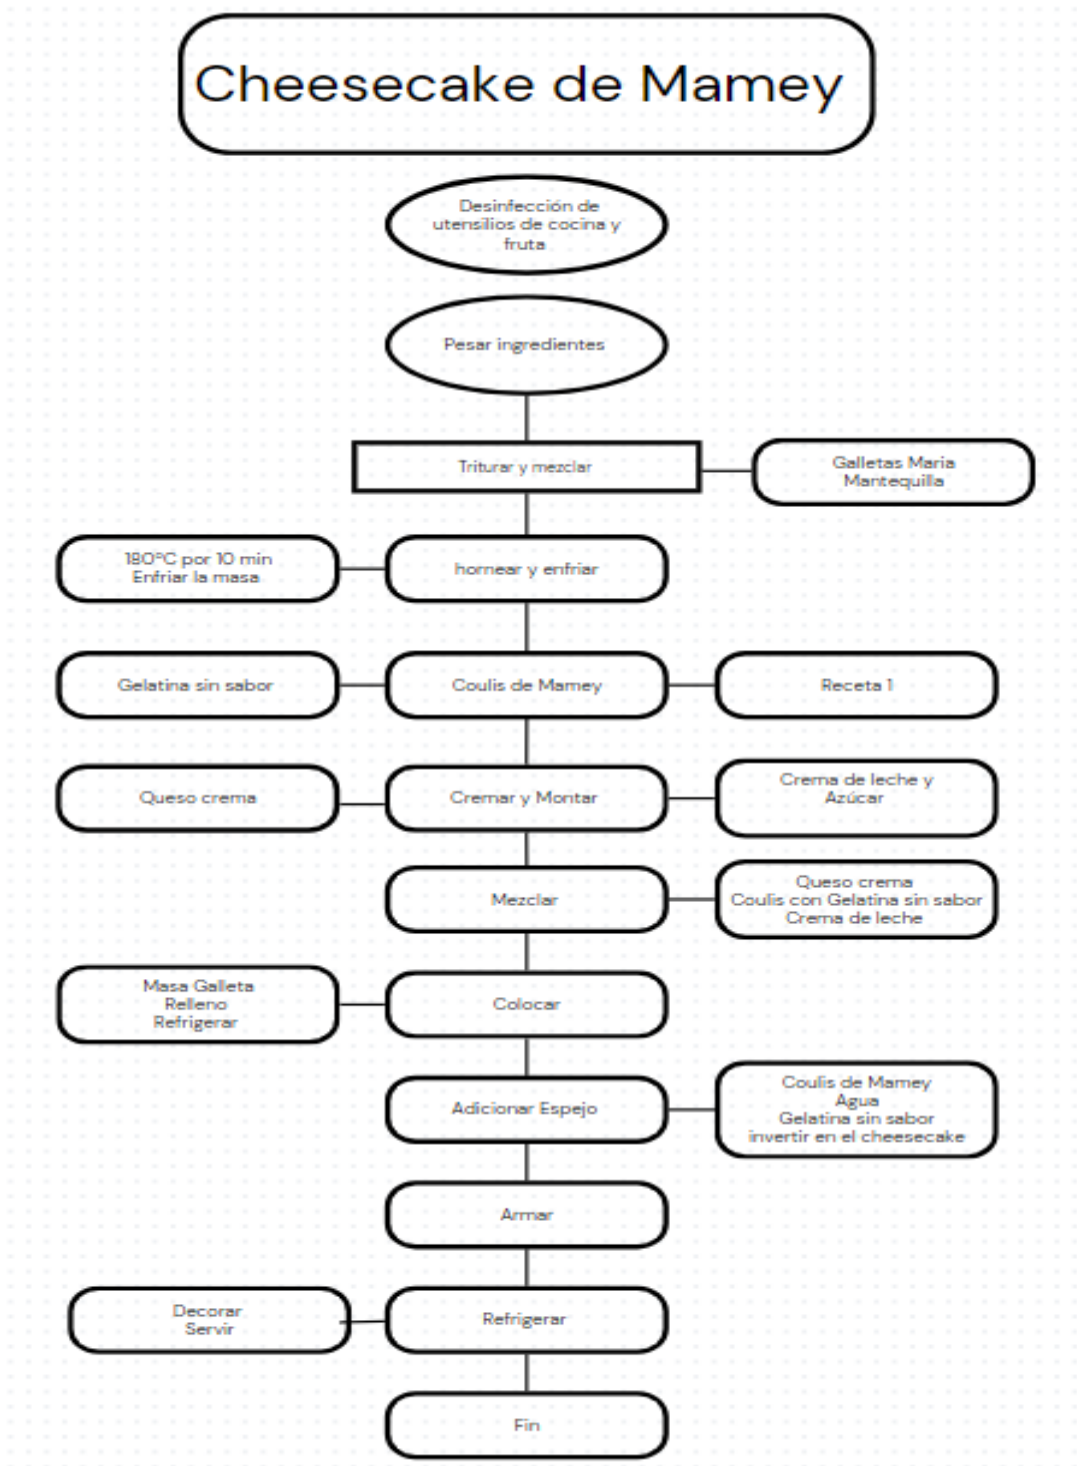 Cheesecake de Mamey
Desinfección de
utensilios de cocina y
fruta
Pesar ingredientes
Triturar y mezclar
Galletas Maria
Mantequilla
180°C por 10 min
Enfriar la masa
hornear y enfriar
Gelatina sin sabor
Coulis de Mamey
Receta 1
Queso crema
Cremar y Montar
Crema de leche y
Azúcar
Mezclar
Queso crema
Coulis con Gelatina sin sabor
Crema de leche
Masa Galleta
Relleno
Refrigerar
Colocar
Adicionar Espejo
Coulis de Mamey
Agua
Gelatina sin sabor
invertir en el cheesecake
Armar
Decorar
Servir
Refrigerar
Fin